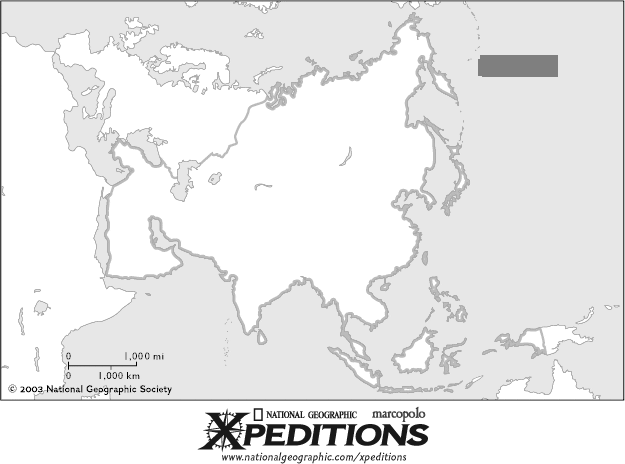 0 1,000 mi
0 1,000 km
© 2003 National Geographic Society
NATIONAL GEOGRAPHIC marcopolo
XPEDITIONS
www.nationalgeographic.com/xpeditions